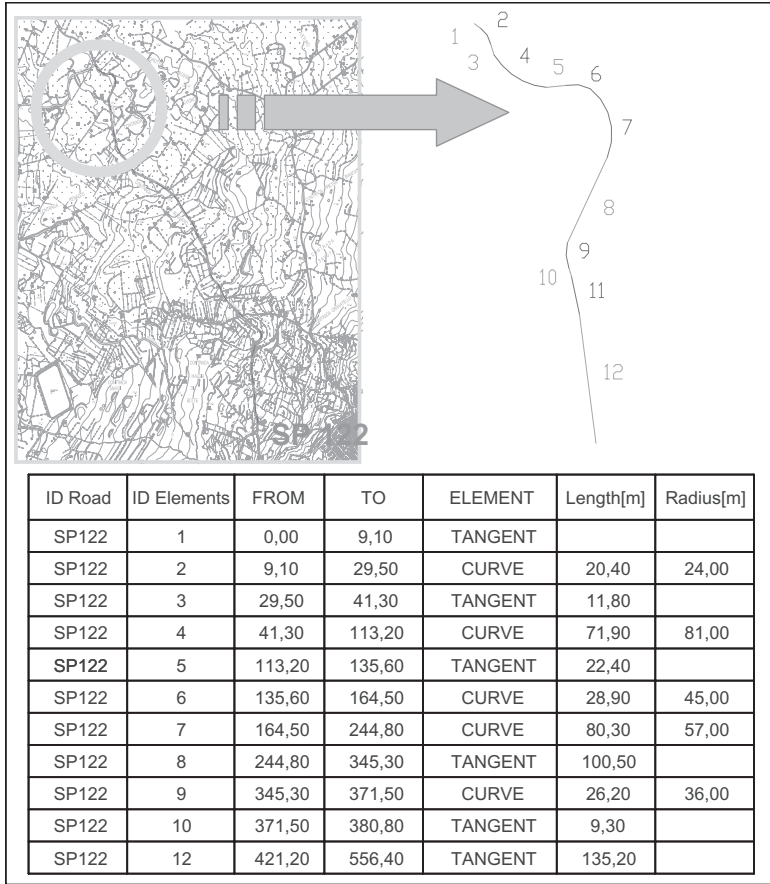 1
2
3
4
5
6
7
8
9
10
11
12
SP 122
ID Road ID Elements FROM TO ELEMENT Length[m] Radius[m]
SP122 1 0,00 9,10 TANGENT
SP122 2 9,10 29,50 CURVE 20,40 24,00
SP122 3 29,50 41,30 TANGENT 11,80
SP122 4 41,30 113,20 CURVE 71,90 81,00
SP122 5 113,20 135,60 TANGENT 22,40
SP122 6 135,60 164,50 CURVE 28,90 45,00
SP122 7 164,50 244,80 CURVE 80,30 57,00
SP122 8 244,80 345,30 TANGENT 100,50
SP122 9 345,30 371,50 CURVE 26,20 36,00
SP122 10 371,50 380,80 TANGENT 9,30
SP122 12 421,20 556,40 TANGENT 135,20